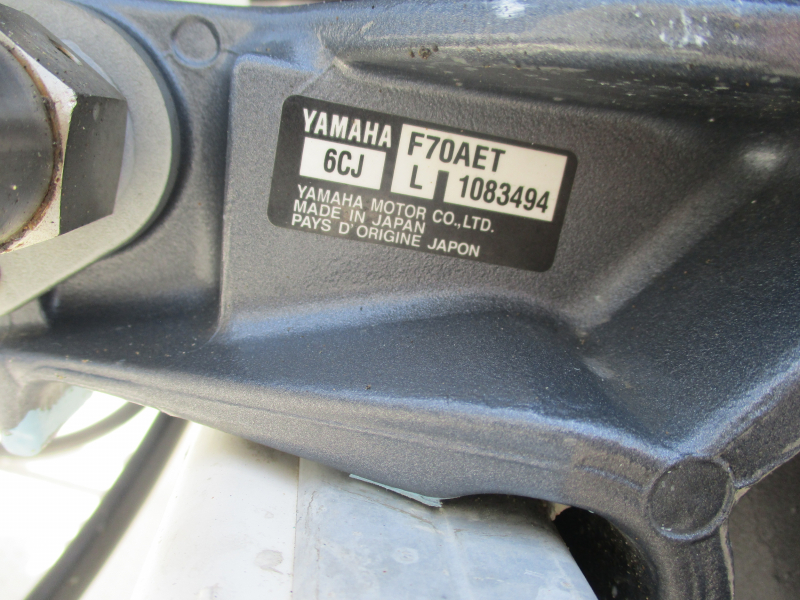 YAMAHA F70AET
6CJ L 1083494
YAMAHA MOTOR CO.,LTD.
MADE IN JAPAN
PAYS D'ORIGINE JAPON